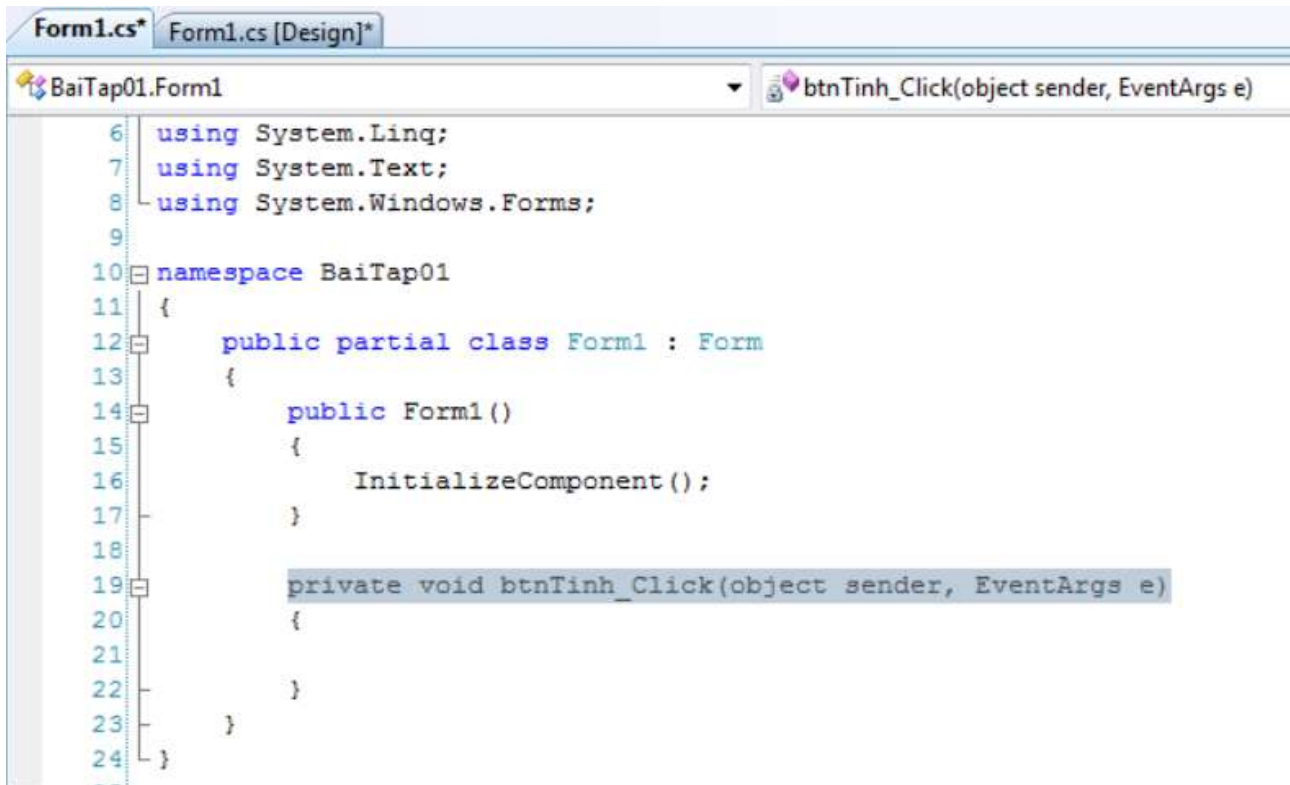 Form1.cs* Form1.cs [Design]*
BaiTap01.Form1 btnTinh_Click(object sender, EventArgs e)
6 using System.Linq;
7 using System.Text;
8 using System.Windows.Forms;
9
10 namespace BaiTap01
11 {
12 public partial class Form1 : Form
13 {
14 public Form1()
15 {
16 InitializeComponent();
17 }
18
19 private void btnTinh_Click(object sender, EventArgs e)
20 {
21
22 }
23 }
24 }